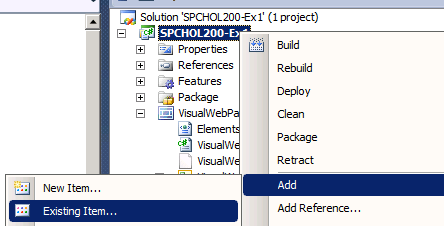 Solution 'SPCHOL200-Ex1' (1 project)
SPCHOL200-Ex1
Properties
References
Features
Package
VisualWebPa
Elements
VisualWe
VisualWe
Build
Rebuild
Deploy
Clean
Package
Retract
Add
Add Reference...
New Item...
Existing Item...